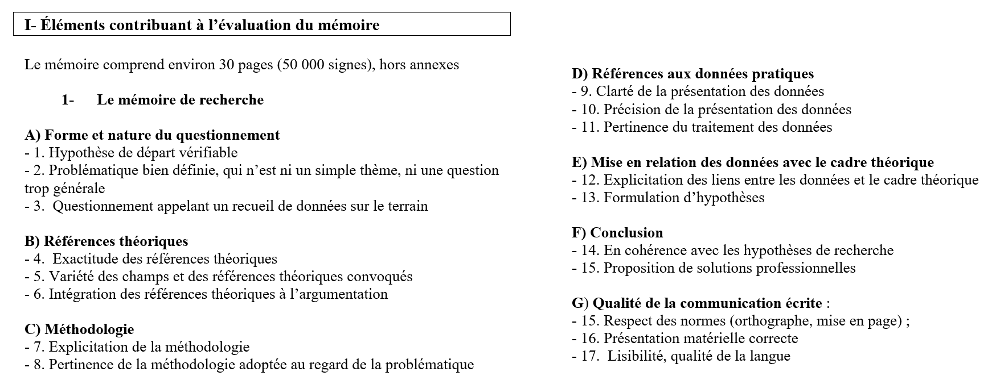 I- Éléments contribuant à l’évaluation du mémoire
Le mémoire comprend environ 30 pages (50 000 signes), hors annexes
1- Le mémoire de recherche
A) Forme et nature du questionnement
- 1. Hypothèse de départ vérifiable
- 2. Problématique bien définie, qui n’est ni un simple thème, ni une question
trop générale
- 3. Questionnement appelant un recueil de données sur le terrain
B) Références théoriques
- 4. Exactitude des références théoriques
- 5. Variété des champs et des références théoriques convoqués
- 6. Intégration des références théoriques à l’argumentation
C) Méthodologie
- 7. Explicitation de la méthodologie
- 8. Pertinence de la méthodologie adoptée au regard de la problématique
D) Références aux données pratiques
- 9. Clarté de la présentation des données
- 10. Précision de la présentation des données
- 11. Pertinence du traitement des données
E) Mise en relation des données avec le cadre théorique
- 12. Explicitation des liens entre les données et le cadre théorique
- 13. Formulation d’hypothèses
F) Conclusion
- 14. En cohérence avec les hypothèses de recherche
- 15. Proposition de solutions professionnelles
G) Qualité de la communication écrite :
- 15. Respect des normes (orthographe, mise en page) ;
- 16. Présentation matérielle correcte
- 17. Lisibilité, qualité de la langue